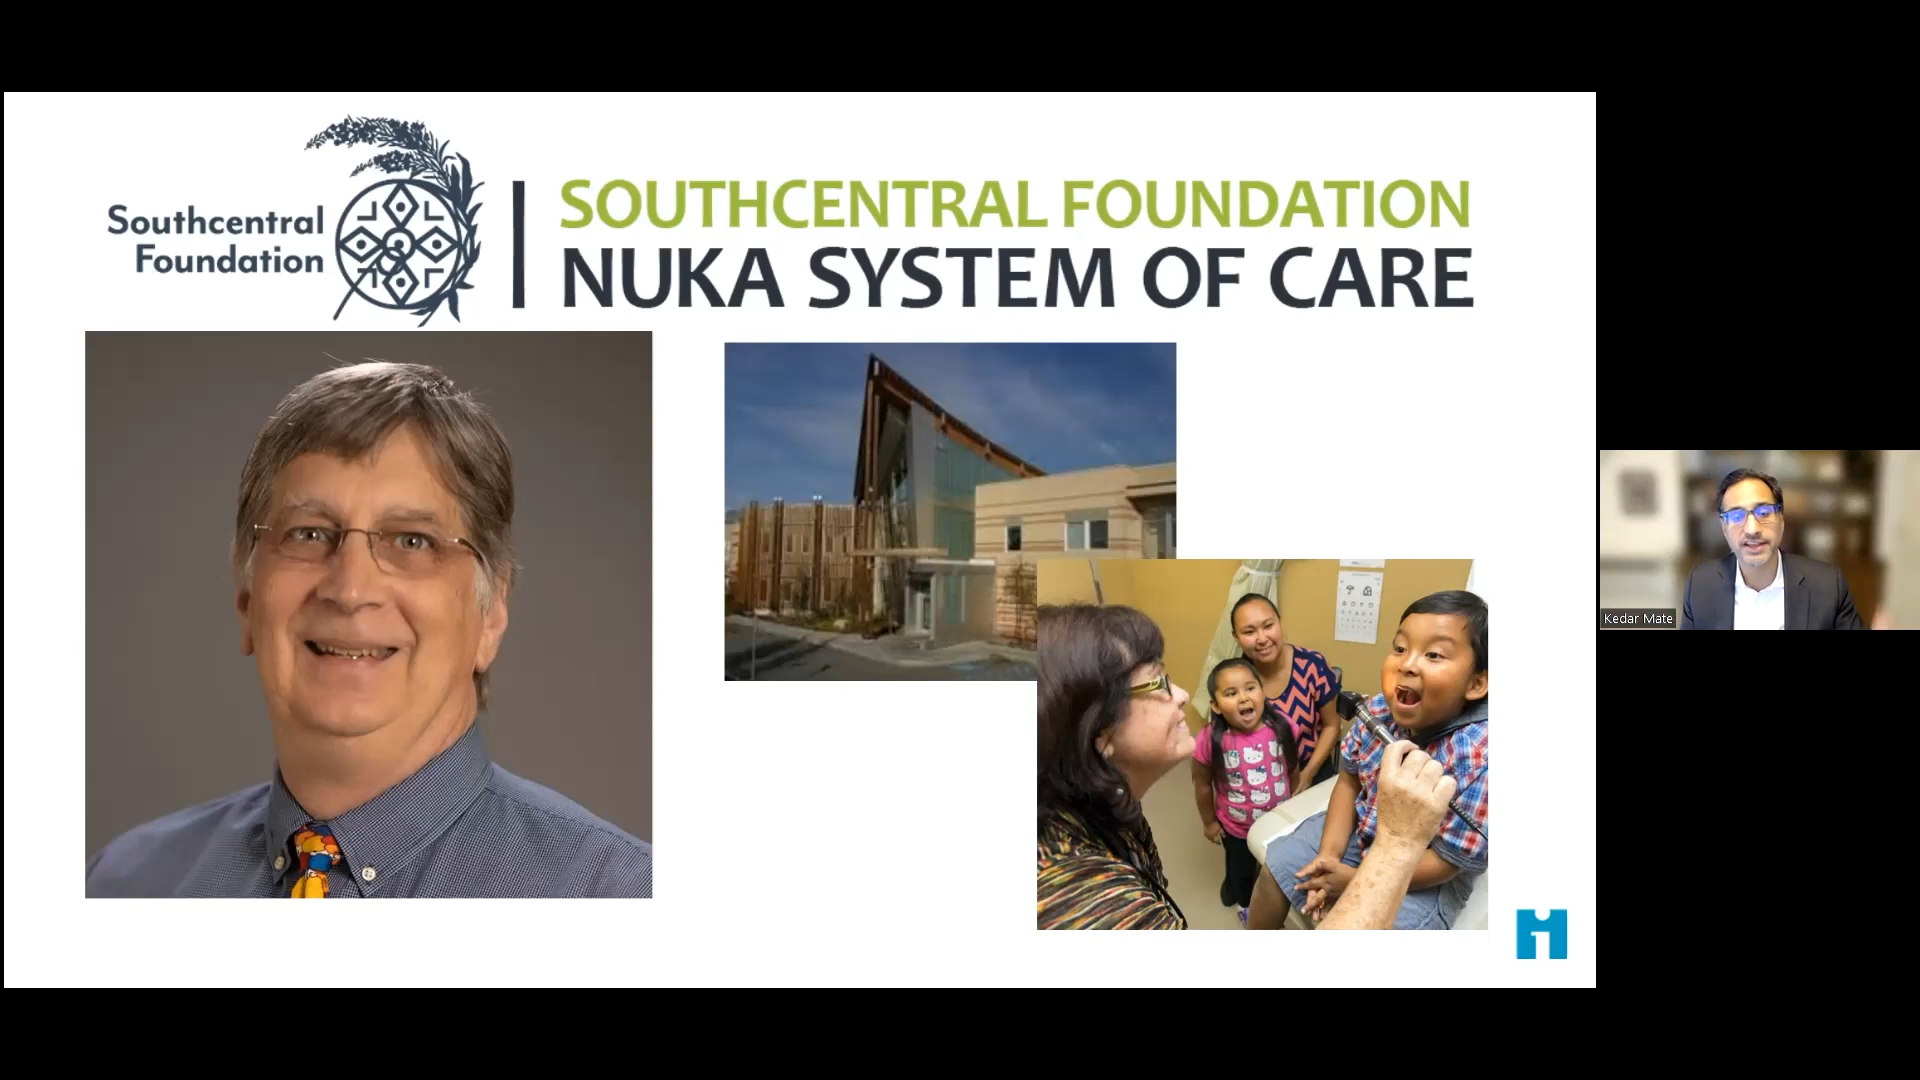 Southcentral
Foundation
SOUTHCENTRAL FOUNDATION
NUKA SYSTEM OF CARE
Kedar Mate